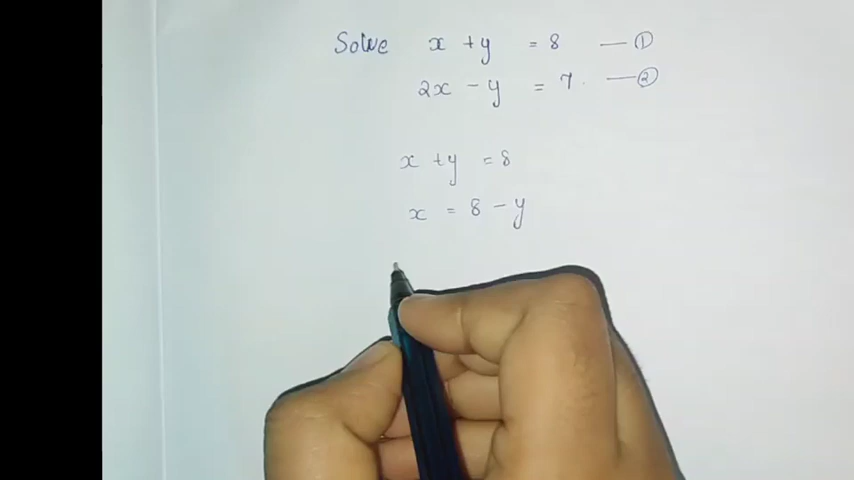 Solve x + y = 8 — ①
2x - y = 7. — ②
x + y = 8
x = 8 - y